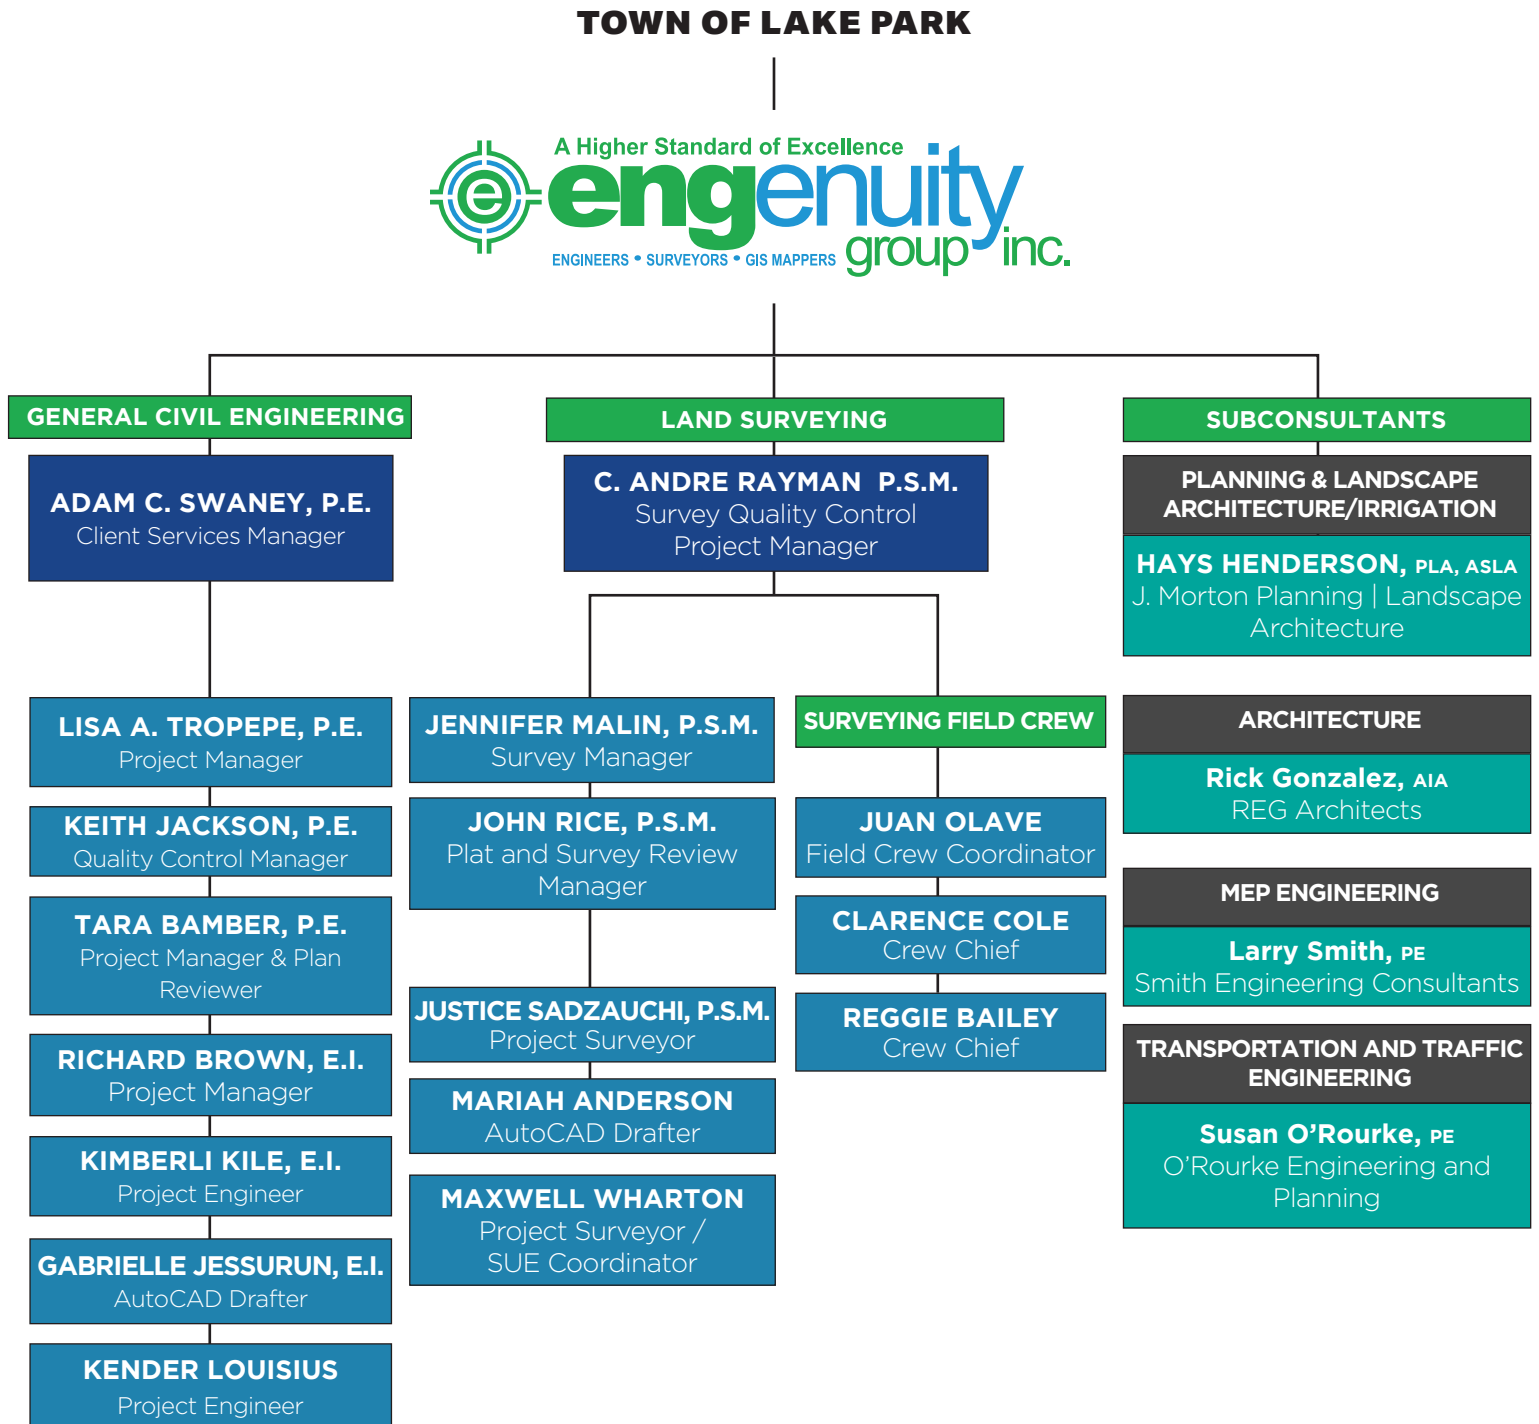 TOWN OF LAKE PARK
A Higher Standard of Excellence
e engenuity
group inc.
ENGINEERS • SURVEYORS • GIS MAPPERS
GENERAL CIVIL ENGINEERING
ADAM C. SWANEY, P.E.
Client Services Manager
LISA A. TROPEPE, P.E.
Project Manager
KEITH JACKSON, P.E.
Quality Control Manager
TARA BAMBER, P.E.
Project Manager & Plan
Reviewer
RICHARD BROWN, E.I.
Project Manager
KIMBERLI KILE, E.I.
Project Engineer
GABRIELLE JESSURUN, E.I.
AutoCAD Drafter
KENDER LOUISIUS
Project Engineer
LAND SURVEYING
C. ANDRE RAYMAN P.S.M.
Survey Quality Control
Project Manager
JENNIFER MALIN, P.S.M.
Survey Manager
JOHN RICE, P.S.M.
Plat and Survey Review
Manager
JUSTICE SADZAUCHI, P.S.M.
Project Surveyor
MARIAH ANDERSON
AutoCAD Drafter
MAXWELL WHARTON
Project Surveyor /
SUE Coordinator
SURVEYING FIELD CREW
JUAN OLAVE
Field Crew Coordinator
CLARENCE COLE
Crew Chief
REGGIE BAILEY
Crew Chief
SUBCONSULTANTS
PLANNING & LANDSCAPE
ARCHITECTURE/IRRIGATION
HAYS HENDERSON, PLA, ASLA
J. Morton Planning | Landscape
Architecture
ARCHITECTURE
Rick Gonzalez, AIA
REG Architects
MEP ENGINEERING
Larry Smith, PE
Smith Engineering Consultants
TRANSPORTATION AND TRAFFIC
ENGINEERING
Susan O'Rourke, PE
O'Rourke Engineering and
Planning